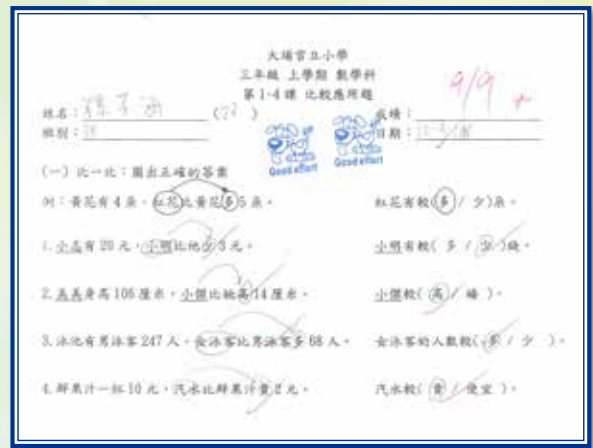 大埔官立小學
三年級 上學期 數學科
第1-4課 比較應用題
9/9
姓名： ( )
成績：
班別：
日期：
Good effort Good effort
(一) 比一比：圈出正確的答案
例：黃花有4朵，紅花比黃花多5朵。 紅花有較(多 / 少)朵。
1. 小孟有20元，小明比他少3元。 小明有較( 多 / 少 )錢。
2. 美美身高106厘米，小傑比她高14厘米。 小傑較( 高 / 矮 )。
3. 泳池有男泳客247人，女泳客比男泳客多68人。 女泳客的人數較( 多 / 少 )。
4. 鮮果汁一杯10元，汽水比鮮果汁貴2元。 汽水較( 貴 / 便宜 )。